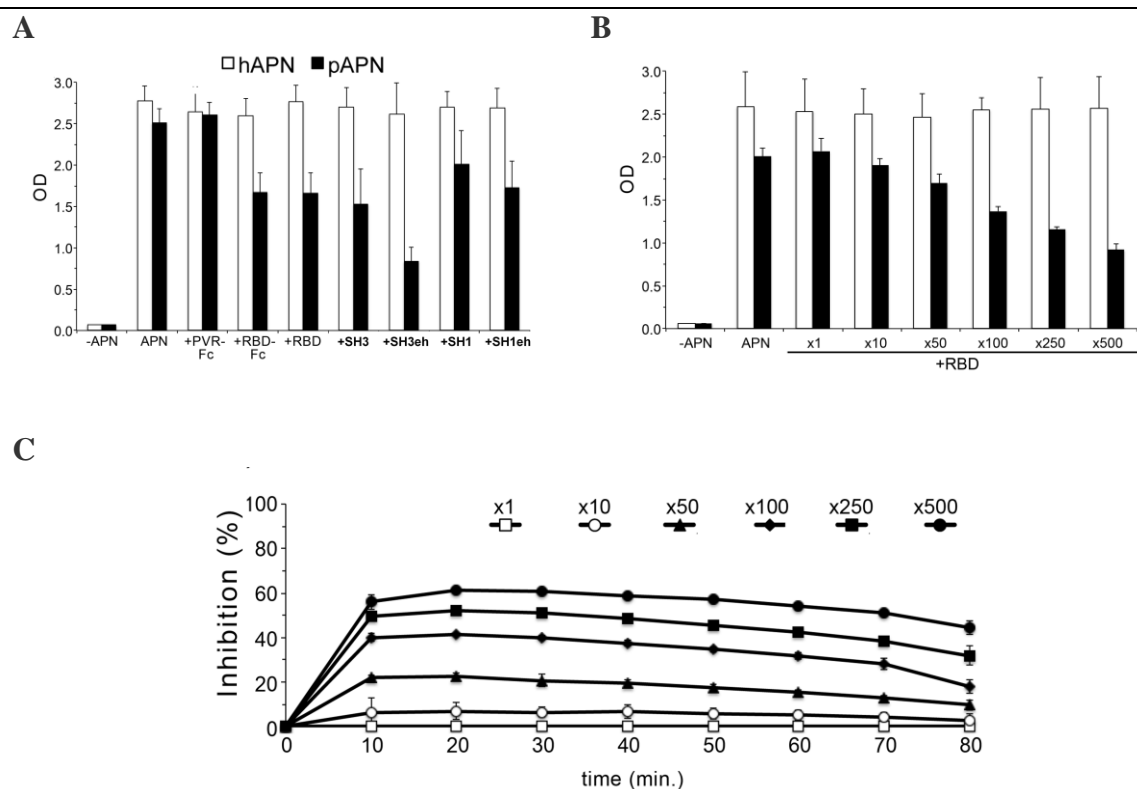 A
hAPN pAPN
3.0
2.5
2.0
1.5
1.0
0.5
0.0
OD
-APN APN +PVR-Fc +RBD-Fc +RBD +SH3 +SH3eh +SH1 +SH1eh
B
3.0
2.5
2.0
1.5
1.0
0.5
0.0
OD
-APN APN x1 x10 x50 x100 x250 x500
+RBD
C
x1 x10 x50 x100 x250 x500
100
80
60
40
20
0
Inhibition (%)
0 10 20 30 40 50 60 70 80
time (min.)